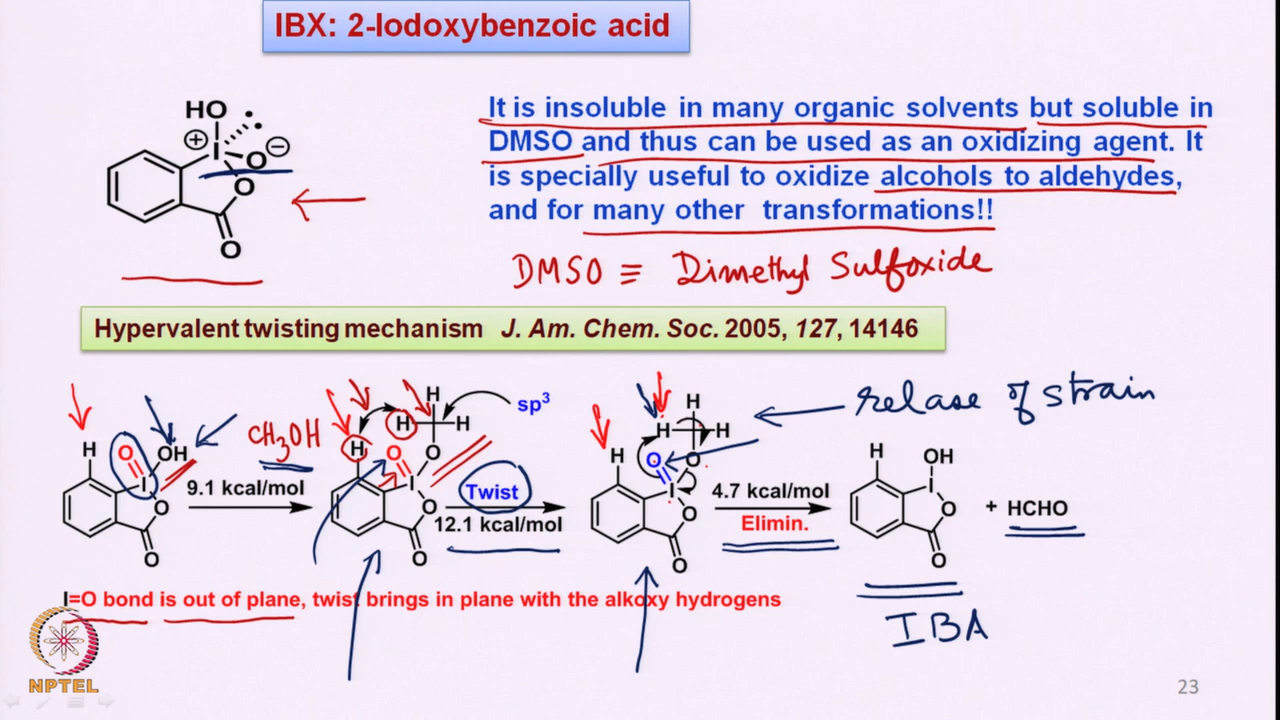 IBX: 2-Iodoxybenzoic acid
HO
I
O
O
O
It is insoluble in many organic solvents but soluble in
DMSO and thus can be used as an oxidizing agent. It
is specially useful to oxidize alcohols to aldehydes,
and for many other transformations!!
DMSO ≡ Dimethyl Sulfoxide
Hypervalent twisting mechanism J. Am. Chem. Soc. 2005, 127, 14146
H O OH
I
O
O
CH3OH
9.1 kcal/mol
H
H H
H O O
I
O
O
sp3
Twist
12.1 kcal/mol
H
H H
H O O
I
O
O
relase of strain
4.7 kcal/mol
Elimin.
H OH
I
O
O
+ HCHO
IBA
I=O bond is out of plane, twist brings in plane with the alkoxy hydrogens
NPTEL
23